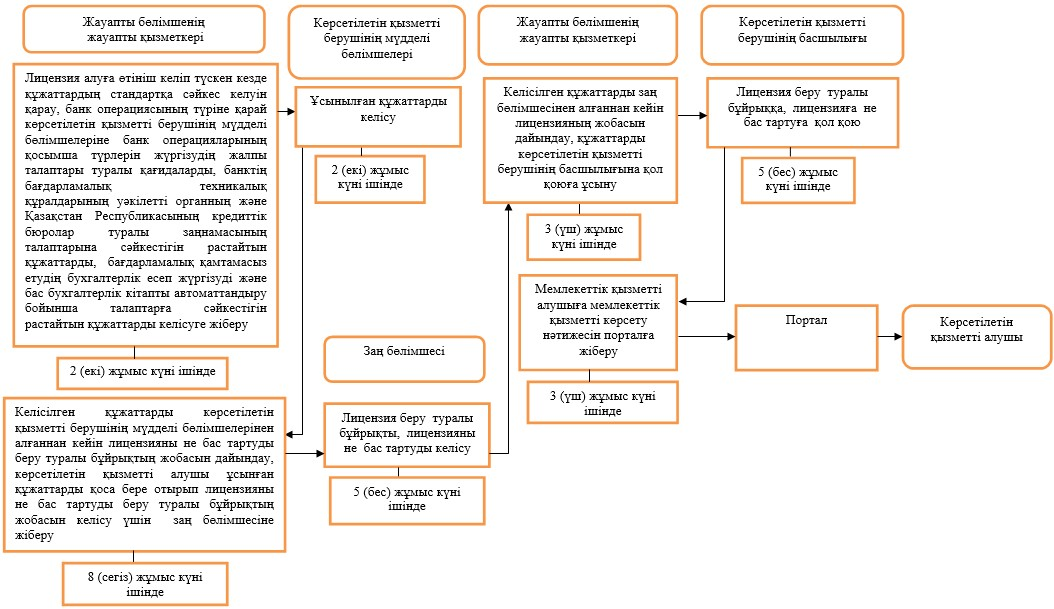 Жауапты бөлімшенің
жауапты қызметкері
Көрсетілетін қызметті
берушінің мүдделі
бөлімшелері
Жауапты бөлімшенің
жауапты қызметкері
Көрсетілетін қызметті
берушінің басшылығы
Лицензия алуға өтініш келіп түскен кезде
құжаттардың стандартқа сәйкес келуін
қарау, банк операциясының түріне қарай
көрсетілетін қызметті берушінің мүдделі
бөлімшелеріне банк операцияларының
қосымша түрлерін жүргізудің жалпы
талаптары туралы қағидаларды, банктің
бағдарламалық техникалық
құралдарының уәкілетті органның және
Қазақстан Республикасының кредиттік
бюролар туралы заңнамасының
талаптарына сәйкестігін растайтын
құжаттарды, бағдарламалық қамтамасыз
етудің бухгалтерлік есеп жүргізуді және
бас бухгалтерлік кітапты автоматтандыру
бойынша талаптарға сәйкестігін
растайтын құжаттарды келісуге жіберу
2 (екі) жұмыс күні ішінде
Ұсынылған құжаттарды
келісу
2 (екі) жұмыс
күні ішінде
Келісілген құжаттарды заң
бөлімшесінен алғаннан кейін
лицензияның жобасын
дайындау, құжаттарды
көрсетілетін қызметті
берушінің басшылығына қол
қоюға ұсыну
3 (үш) жұмыс
күні ішінде
Лицензия беру туралы
бұйрыққа, лицензияға не
бас тартуға қол қою
5 (бес) жұмыс
күні ішінде
Мемлекеттік қызметті
алушыға мемлекеттік
қызметті көрсету
нәтижесін порталға
жіберу
3 (үш) жұмыс күні
ішінде
Портал
Көрсетілетін
қызметті алушы
Заң бөлімшесі
Келісілген құжаттарды көрсетілетін
қызметті берушінің мүдделі бөлімшелерінен
алғаннан кейін лицензияны не бас тартуды
беру туралы бұйрықтың жобасын дайындау,
көрсетілетін қызметті алушы ұсынған
құжаттарды қоса бере отырып лицензияны
не бас тартуды беру туралы бұйрықтың
жобасын келісу үшін заң бөлімшесіне
жіберу
8 (сегіз) жұмыс күні
ішінде
Лицензия беру туралы
бұйрықты, лицензияны
не бас тартуды келісу
5 (бес) жұмыс күні
ішінде